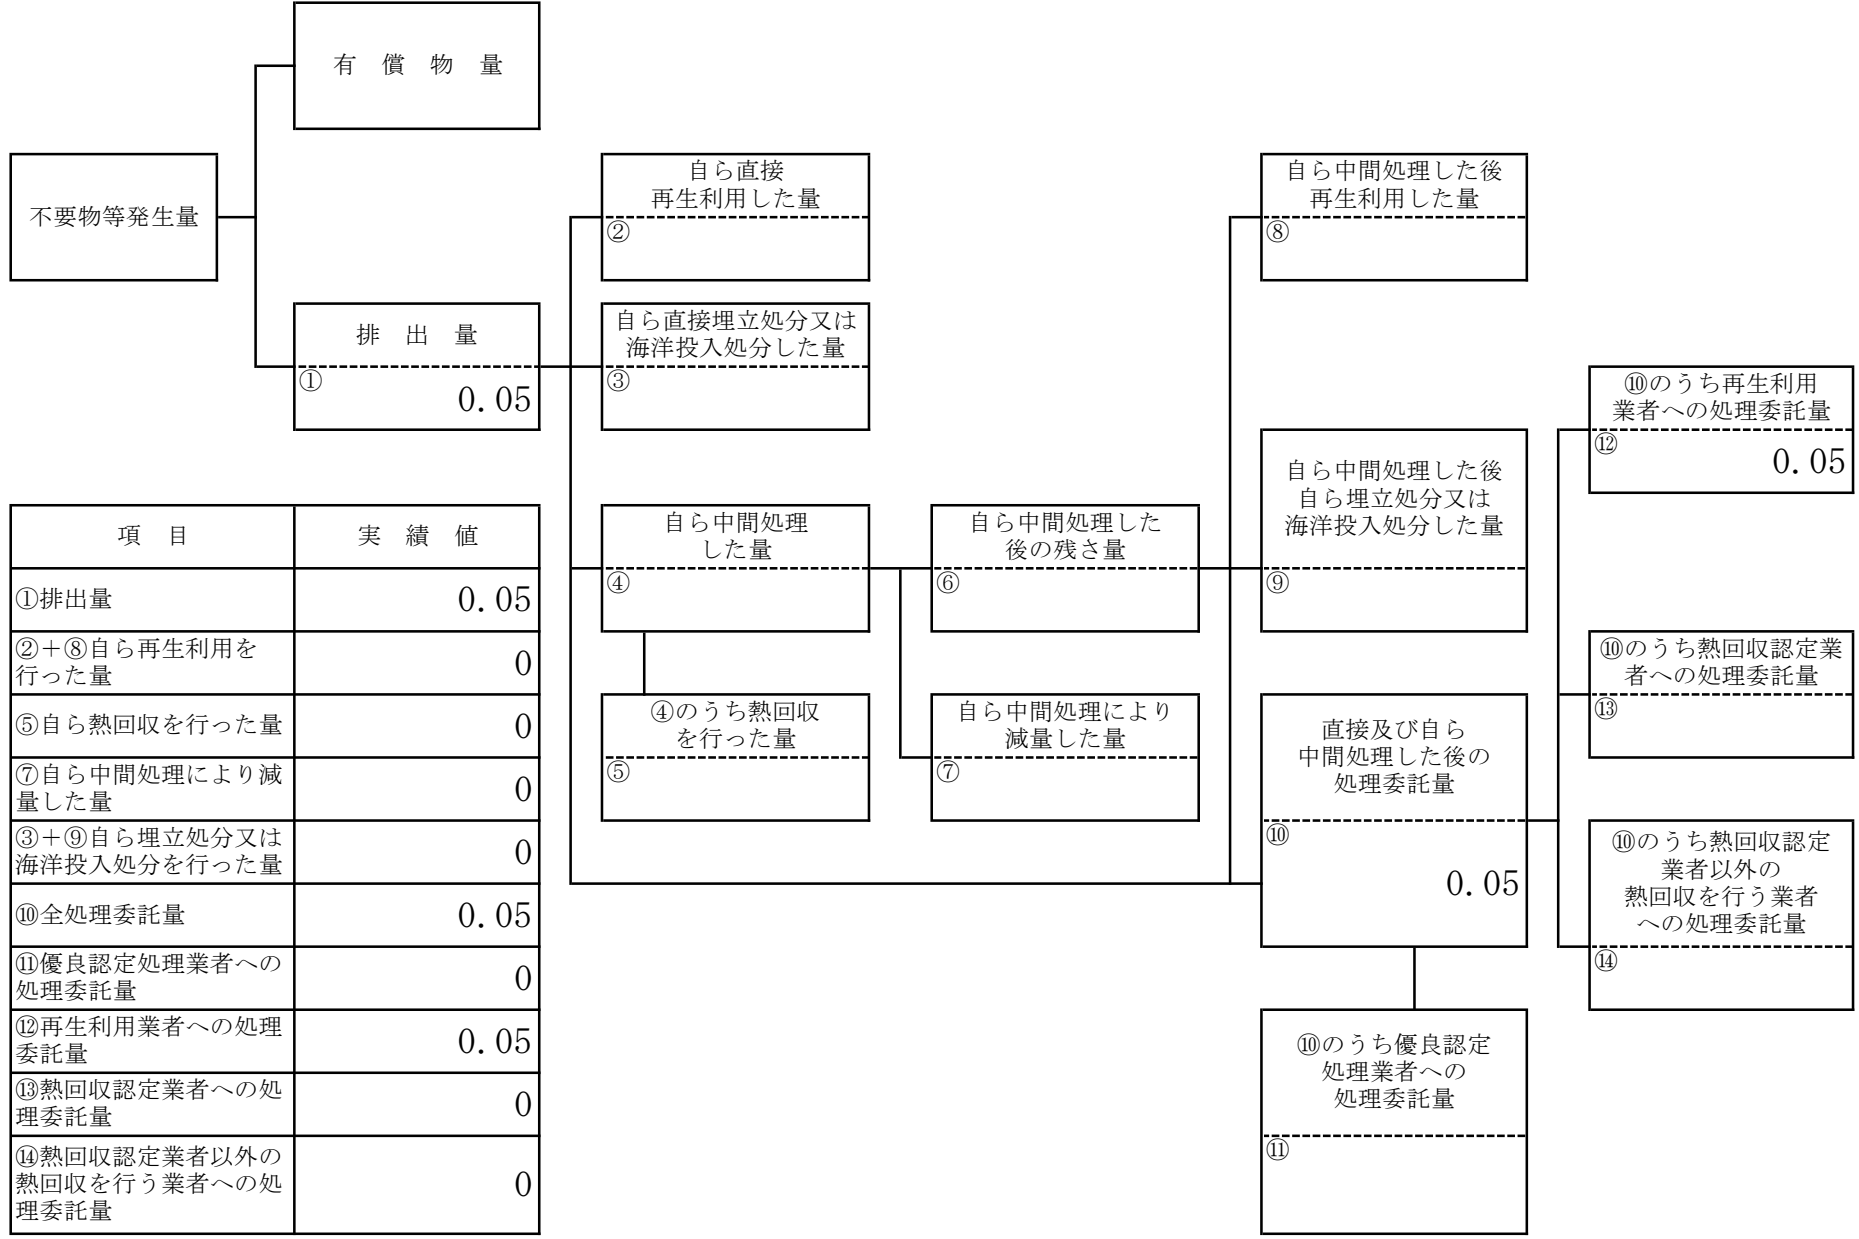 有　償　物　量
不要物等発生量
排　出　量
①
0.05
自ら直接
再生利用した量
②
自ら直接埋立処分又は
海洋投入処分した量
③
自ら中間処理
した量
④
④のうち熱回収
を行った量
⑤
自ら中間処理した
後の残さ量
⑥
自ら中間処理により
減量した量
⑦
自ら中間処理した後
再生利用した量
⑧
自ら中間処理した後
自ら埋立処分又は
海洋投入処分した量
⑨
直接及び自ら
中間処理した後の
処理委託量
⑩
0.05
⑩のうち優良認定
処理業者への
処理委託量
⑪
⑩のうち再生利用
業者への処理委託量
⑫
0.05
⑩のうち熱回収認定業
者への処理委託量
⑬
⑩のうち熱回収認定
業者以外の
熱回収を行う業者
への処理委託量
⑭
項　目　実　績　値
①排出量　0.05
②＋⑧自ら再生利用を
行った量　0
⑤自ら熱回収を行った量　0
⑦自ら中間処理により減
量した量　0
③＋⑨自ら埋立処分又は
海洋投入処分を行った量　0
⑩全処理委託量　0.05
⑪優良認定処理業者への
処理委託量　0
⑫再生利用業者への処理
委託量　0.05
⑬熱回収認定業者への処
理委託量　0
⑭熱回収認定業者以外の
熱回収を行う業者への処
理委託量　0